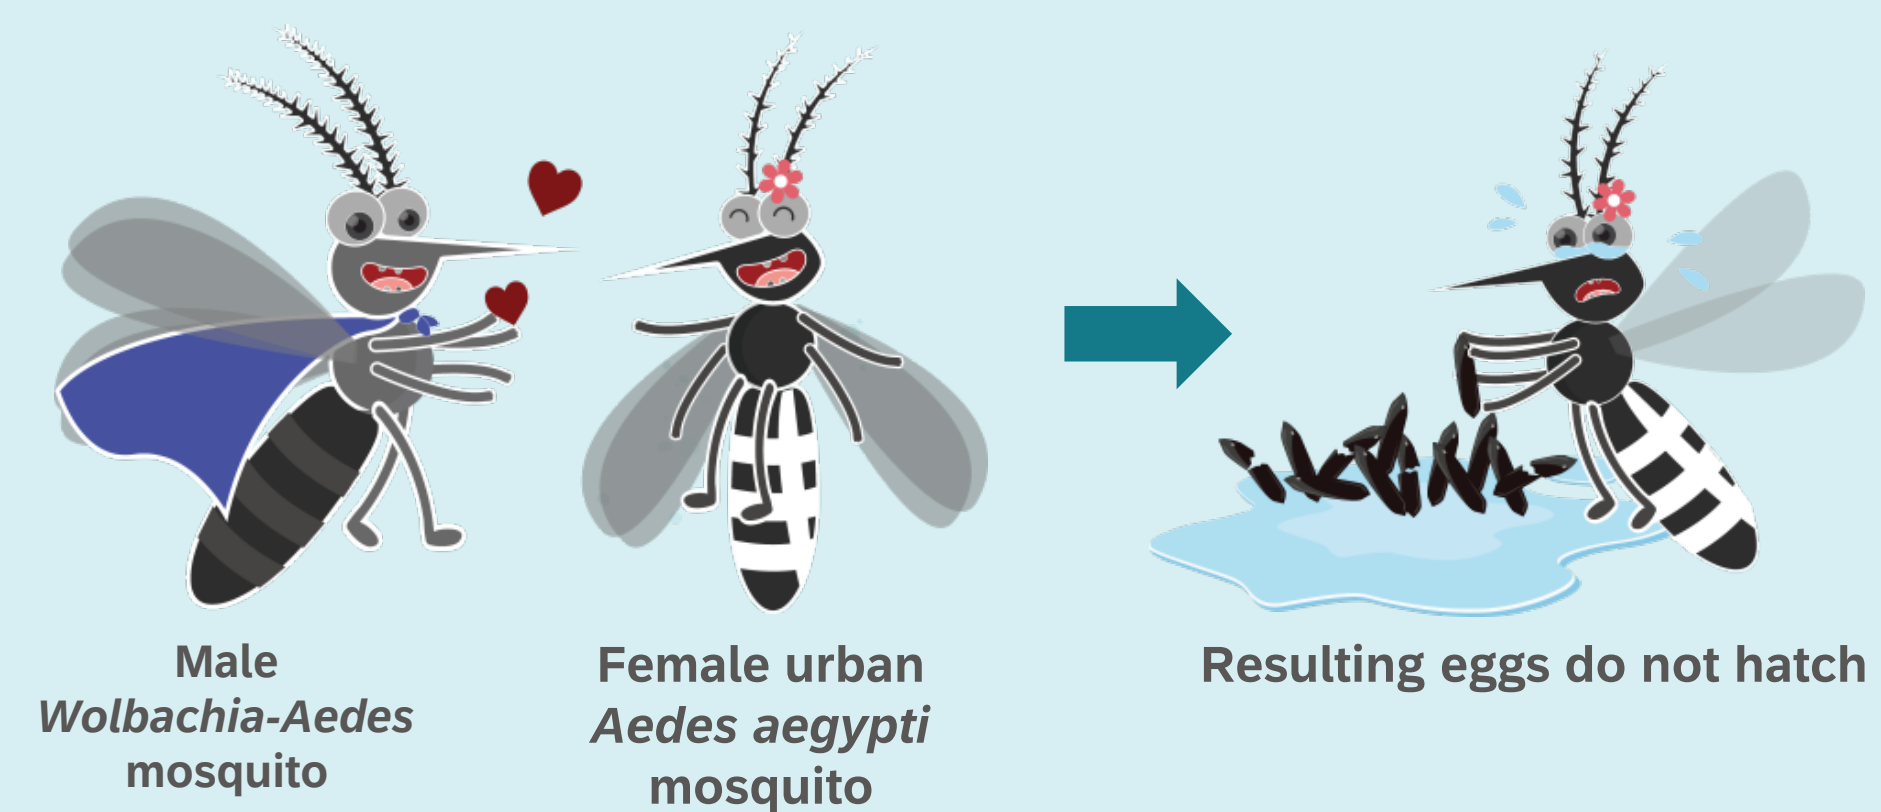 Male
Wolbachia-Aedes
mosquito
Female urban
Aedes aegypti
mosquito
Resulting eggs do not hatch